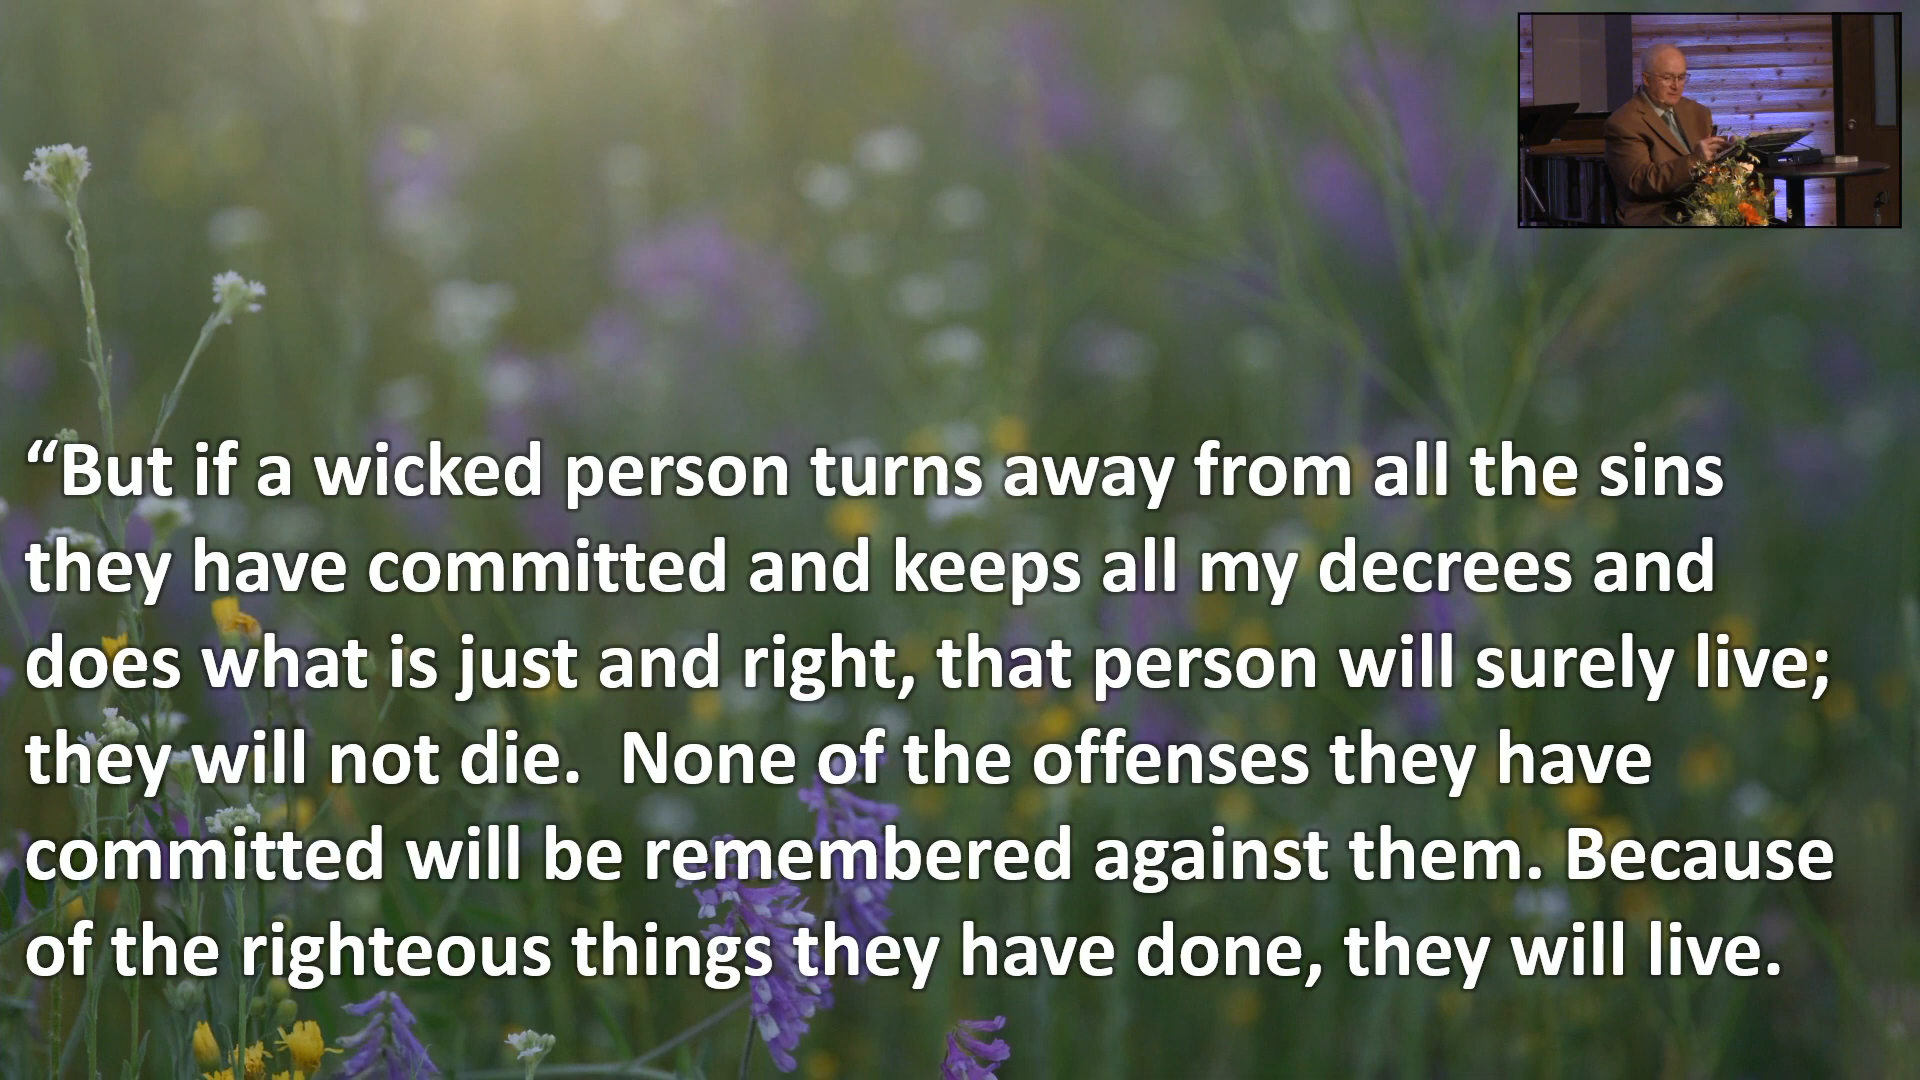 “But if a wicked person turns away from all the sins
they have committed and keeps all my decrees and
does what is just and right, that person will surely live;
they will not die.  None of the offenses they have
committed will be remembered against them. Because
of the righteous things they have done, they will live.